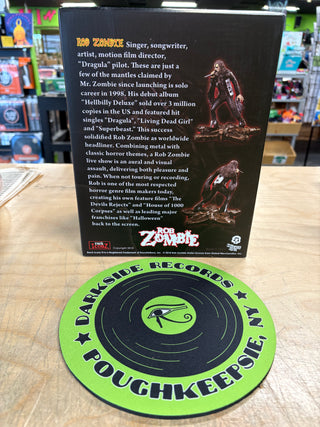 ROB ZOMBIE Singer, songwriter,
artist, motion film director,
"Dragula" pilot. These are just a
few of the mantles claimed by
Mr. Zombie since launching is solo
career in 1998. His debut album
"Hellbilly Deluxe" sold over 3 million
copies in the US and featured hit
singles "Dragula", "Living Dead Girl"
and "Superbeast." This success
solidified Rob Zombie as worldwide
headliner. Combining metal with
classic horror themes, a Rob Zombie
live show is an aural and visual
assault, delivering both pleasure and
pain. When not touring or recording,
Rob is one of the most respected
horror genre film makers today,
creating his own feature films "The
Devils Rejects" and "House of 1000
Corpses" as well as leading major
franchises like "Halloween"
back to the screen.
Copyright 2018
ROB
ZOMBIE
DARKSIDE RECORDS
POUGHKEEPSIE, NY